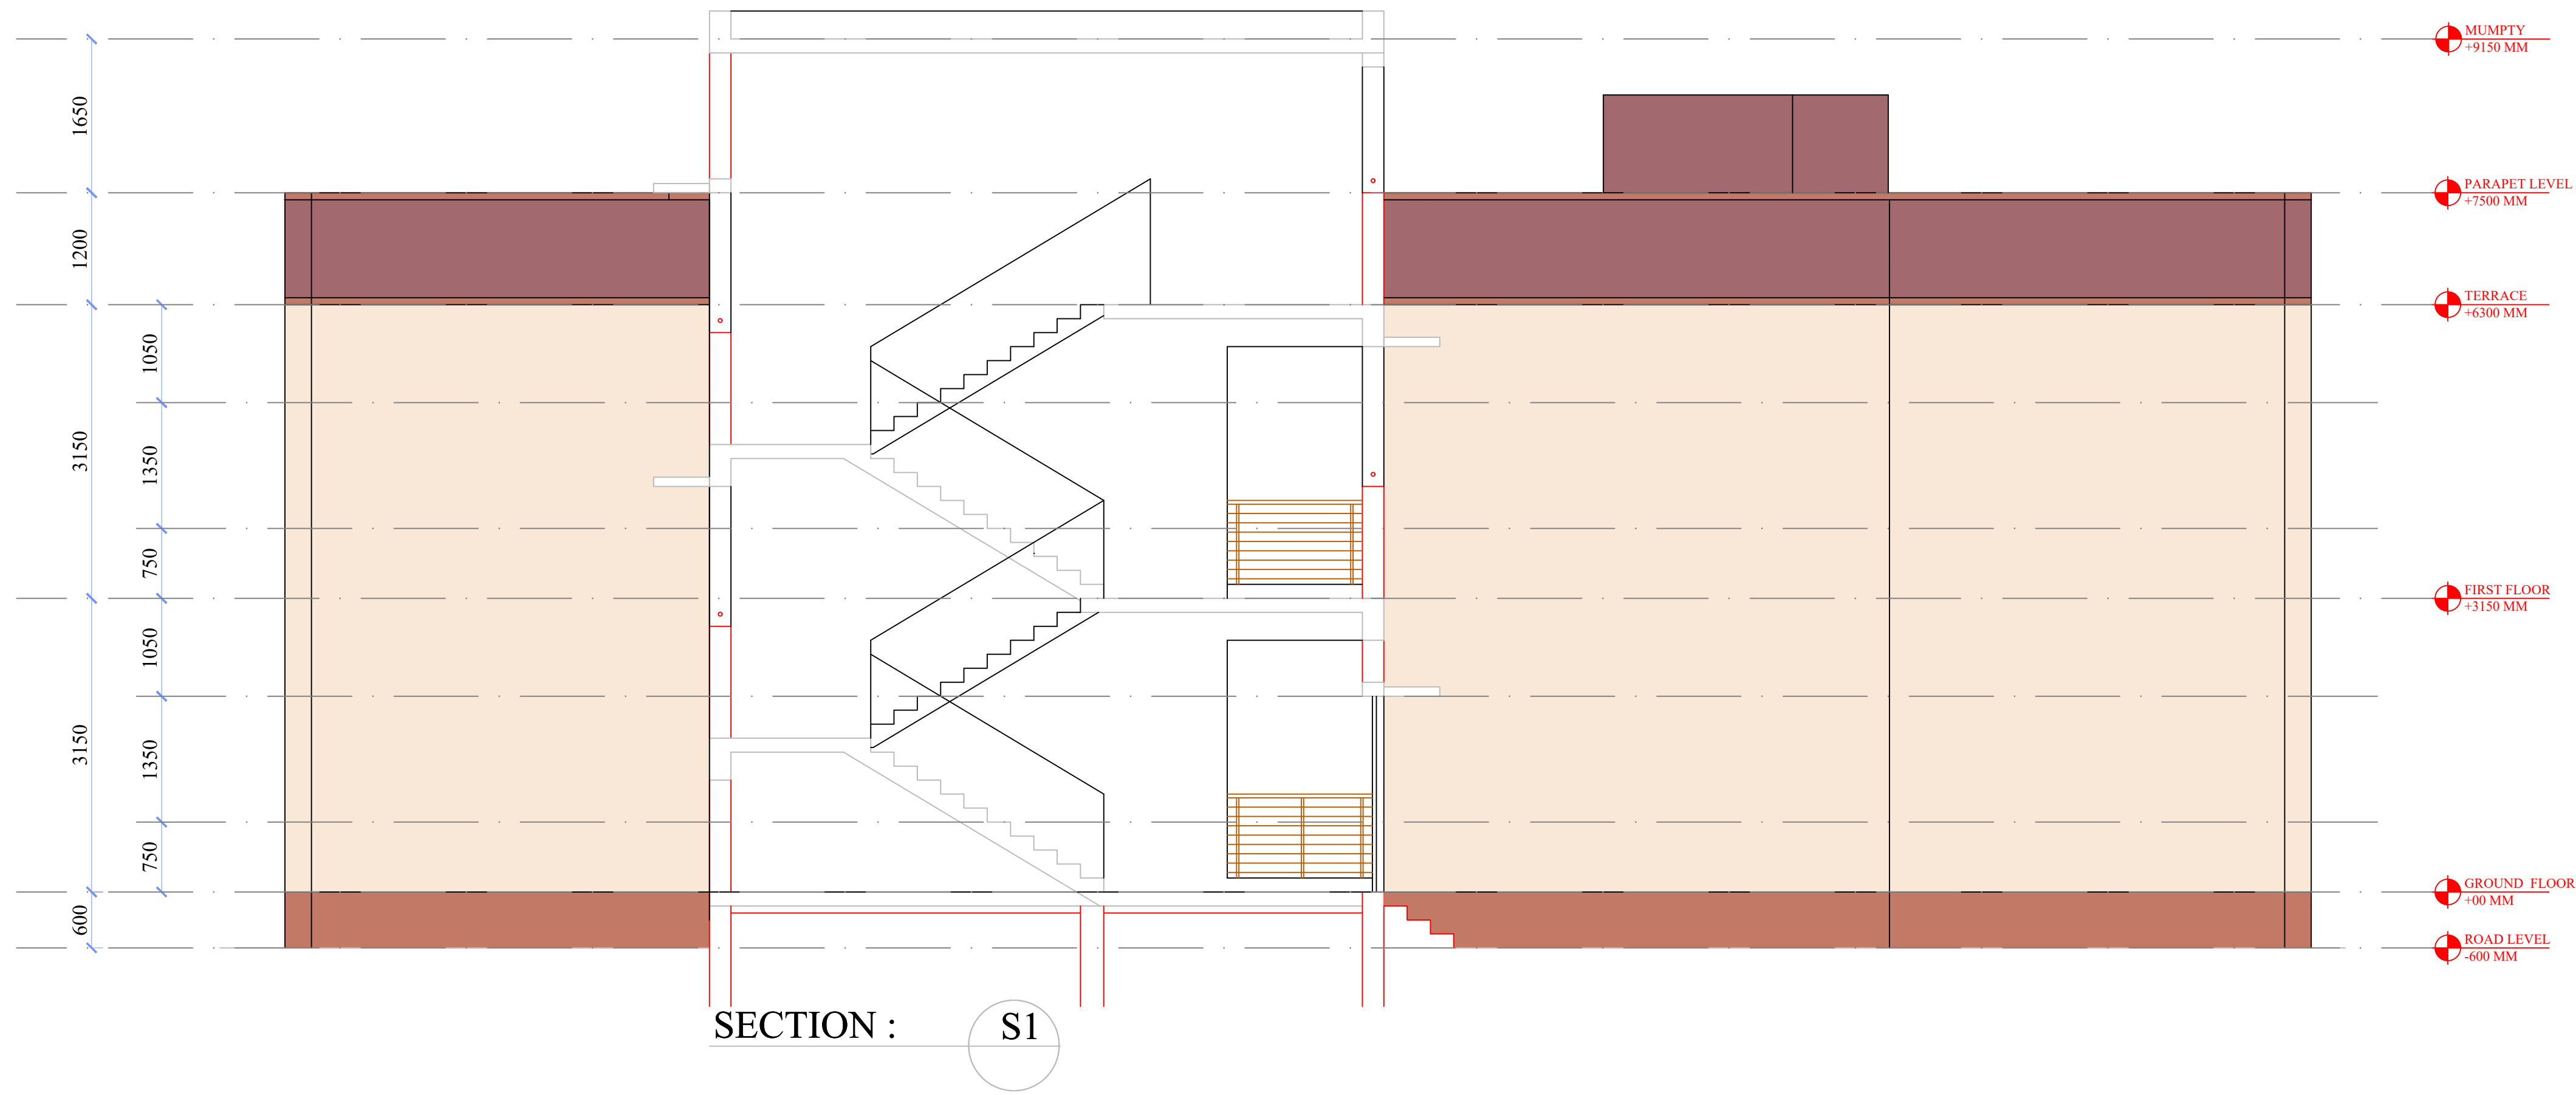 MUMPTY
+9150 MM
1650
PARAPET LEVEL
+7500 MM
1200
TERRACE
+6300 MM
1050
3150
1350
750
FIRST FLOOR
+3150 MM
1050
3150
1350
750
GROUND  FLOOR
+00 MM
600
ROAD LEVEL
-600 MM
SECTION :
S1